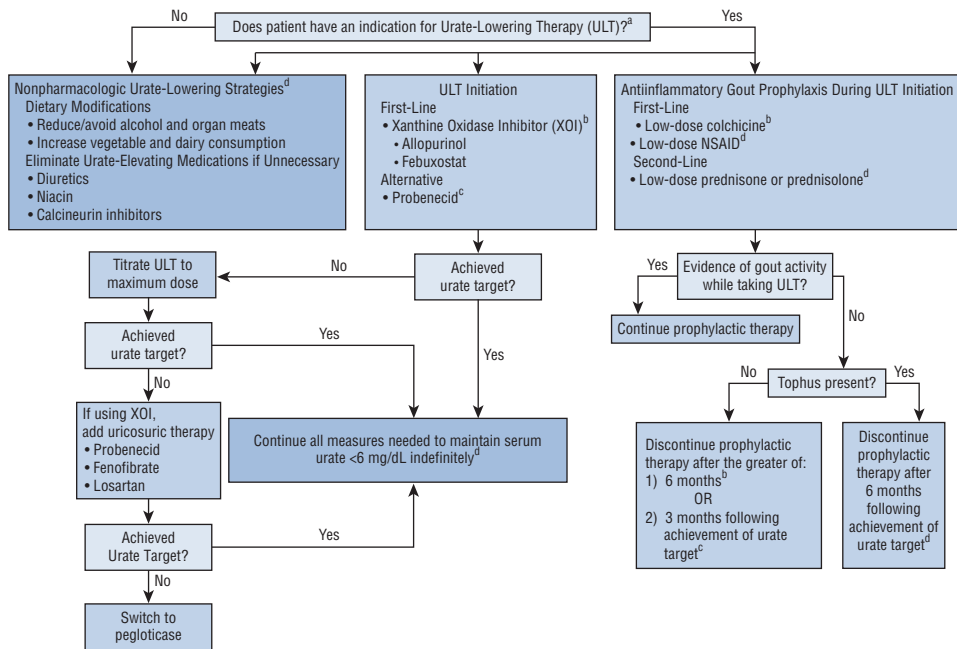 Does patient have an indication for Urate-Lowering Therapy (ULT)?a
No
Yes
Nonpharmacologic Urate-Lowering Strategiesd
Dietary Modifications
• Reduce/avoid alcohol and organ meats
• Increase vegetable and dairy consumption
Eliminate Urate-Elevating Medications if Unnecessary
• Diuretics
• Niacin
• Calcineurin inhibitors
ULT Initiation
First-Line
• Xanthine Oxidase Inhibitor (XOI)b
• Allopurinol
• Febuxostat
Alternative
• Probenecidc
Antiinflammatory Gout Prophylaxis During ULT Initiation
First-Line
• Low-dose colchicineb
• Low-dose NSAIDd
Second-Line
• Low-dose prednisone or prednisoloned
Achieved
urate target?
No
Yes
Titrate ULT to
maximum dose
Achieved
urate target?
Yes
No
If using XOI,
add uricosuric therapy
• Probenecid
• Fenofibrate
• Losartan
Continue all measures needed to maintain serum
urate <6 mg/dL indefinitelyd
Achieved
Urate Target?
Yes
No
Switch to
pegloticase
Evidence of gout activity
while taking ULT?
Yes
No
Continue prophylactic therapy
Tophus present?
No
Yes
Discontinue prophylactic
therapy after the greater of:
1) 6 monthsb
OR
2) 3 months following
achievement of urate
targetc
Discontinue
prophylactic
therapy after
6 months
following
achievement of
urate targetd